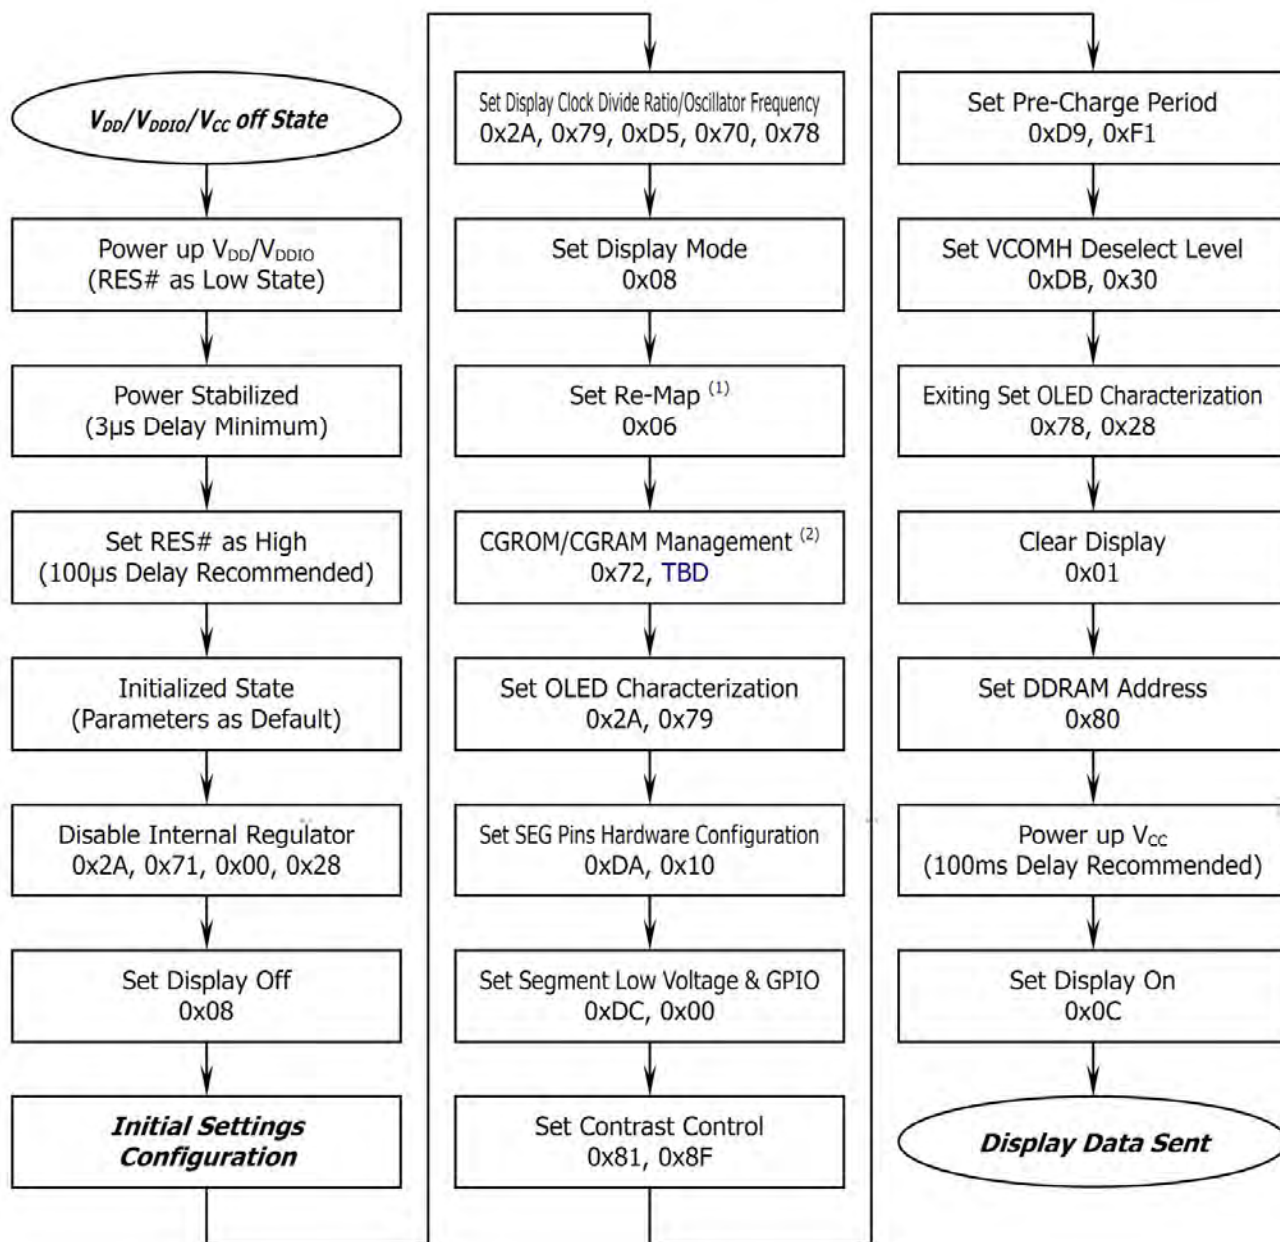 V_DD/V_DDIO/V_CC off State
Power up V_DD/V_DDIO
(RES# as Low State)
Power Stabilized
(3µs Delay Minimum)
Set RES# as High
(100µs Delay Recommended)
Initialized State
(Parameters as Default)
Disable Internal Regulator
0x2A, 0x71, 0x00, 0x28
Set Display Off
0x08
Initial Settings
Configuration
Set Display Clock Divide Ratio/Oscillator Frequency
0x2A, 0x79, 0xD5, 0x70, 0x78
Set Display Mode
0x08
Set Re-Map (1)
0x06
CGROM/CGRAM Management (2)
0x72, TBD
Set OLED Characterization
0x2A, 0x79
Set SEG Pins Hardware Configuration
0xDA, 0x10
Set Segment Low Voltage & GPIO
0xDC, 0x00
Set Contrast Control
0x81, 0x8F
Set Pre-Charge Period
0xD9, 0xF1
Set VCOMH Deselect Level
0xDB, 0x30
Exiting Set OLED Characterization
0x78, 0x28
Clear Display
0x01
Set DDRAM Address
0x80
Power up V_CC
(100ms Delay Recommended)
Set Display On
0x0C
Display Data Sent